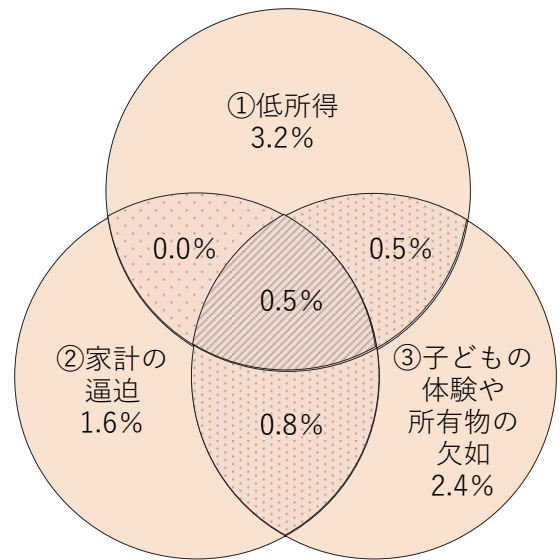 ①低所得
3.2%
0.0%
0.5%
0.5%
②家計の
逼迫
1.6%
③子どもの
体験や
所有物の
欠如
2.4%
0.8%